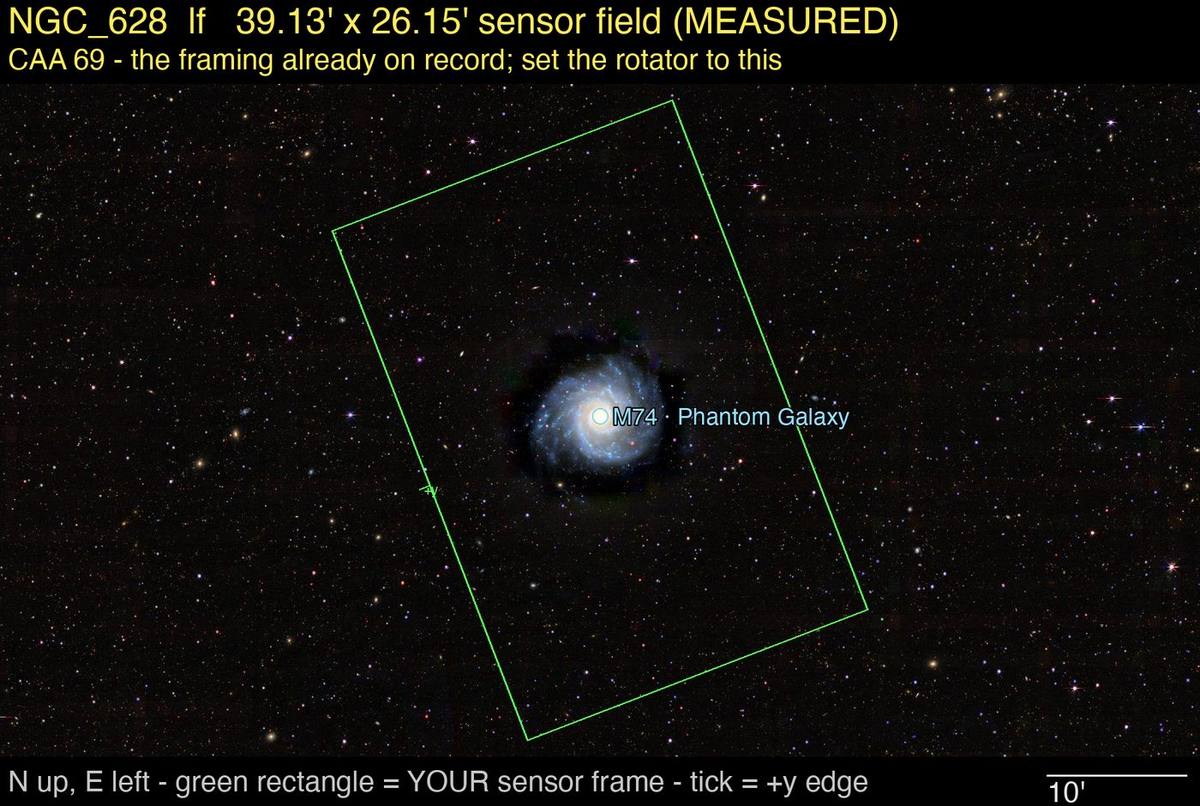 NGC_628 lf 39.13' x 26.15' sensor field (MEASURED)
CAA 69 - the framing already on record; set the rotator to this
M74 · Phantom Galaxy
+y
N up, E left - green rectangle = YOUR sensor frame - tick = +y edge
10'